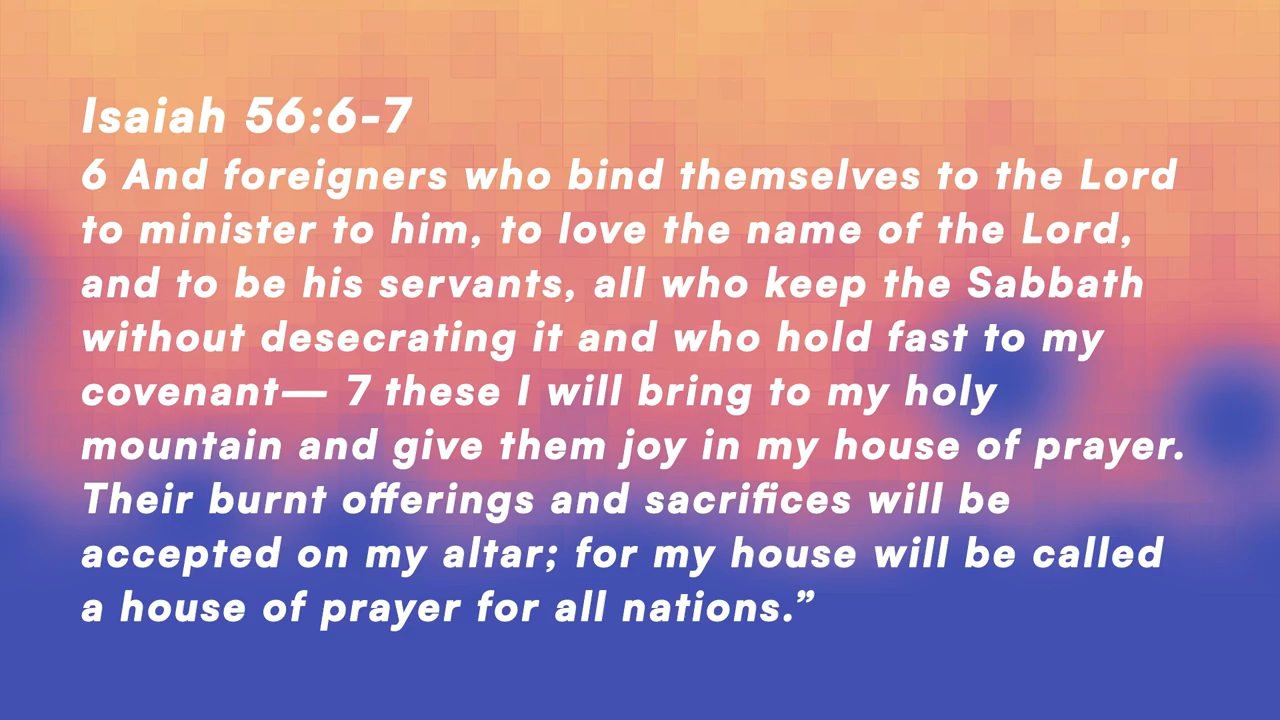 Isaiah 56:6-7
6 And foreigners who bind themselves to the Lord
to minister to him, to love the name of the Lord,
and to be his servants, all who keep the Sabbath
without desecrating it and who hold fast to my
covenant— 7 these I will bring to my holy
mountain and give them joy in my house of prayer.
Their burnt offerings and sacrifices will be
accepted on my altar; for my house will be called
a house of prayer for all nations.”